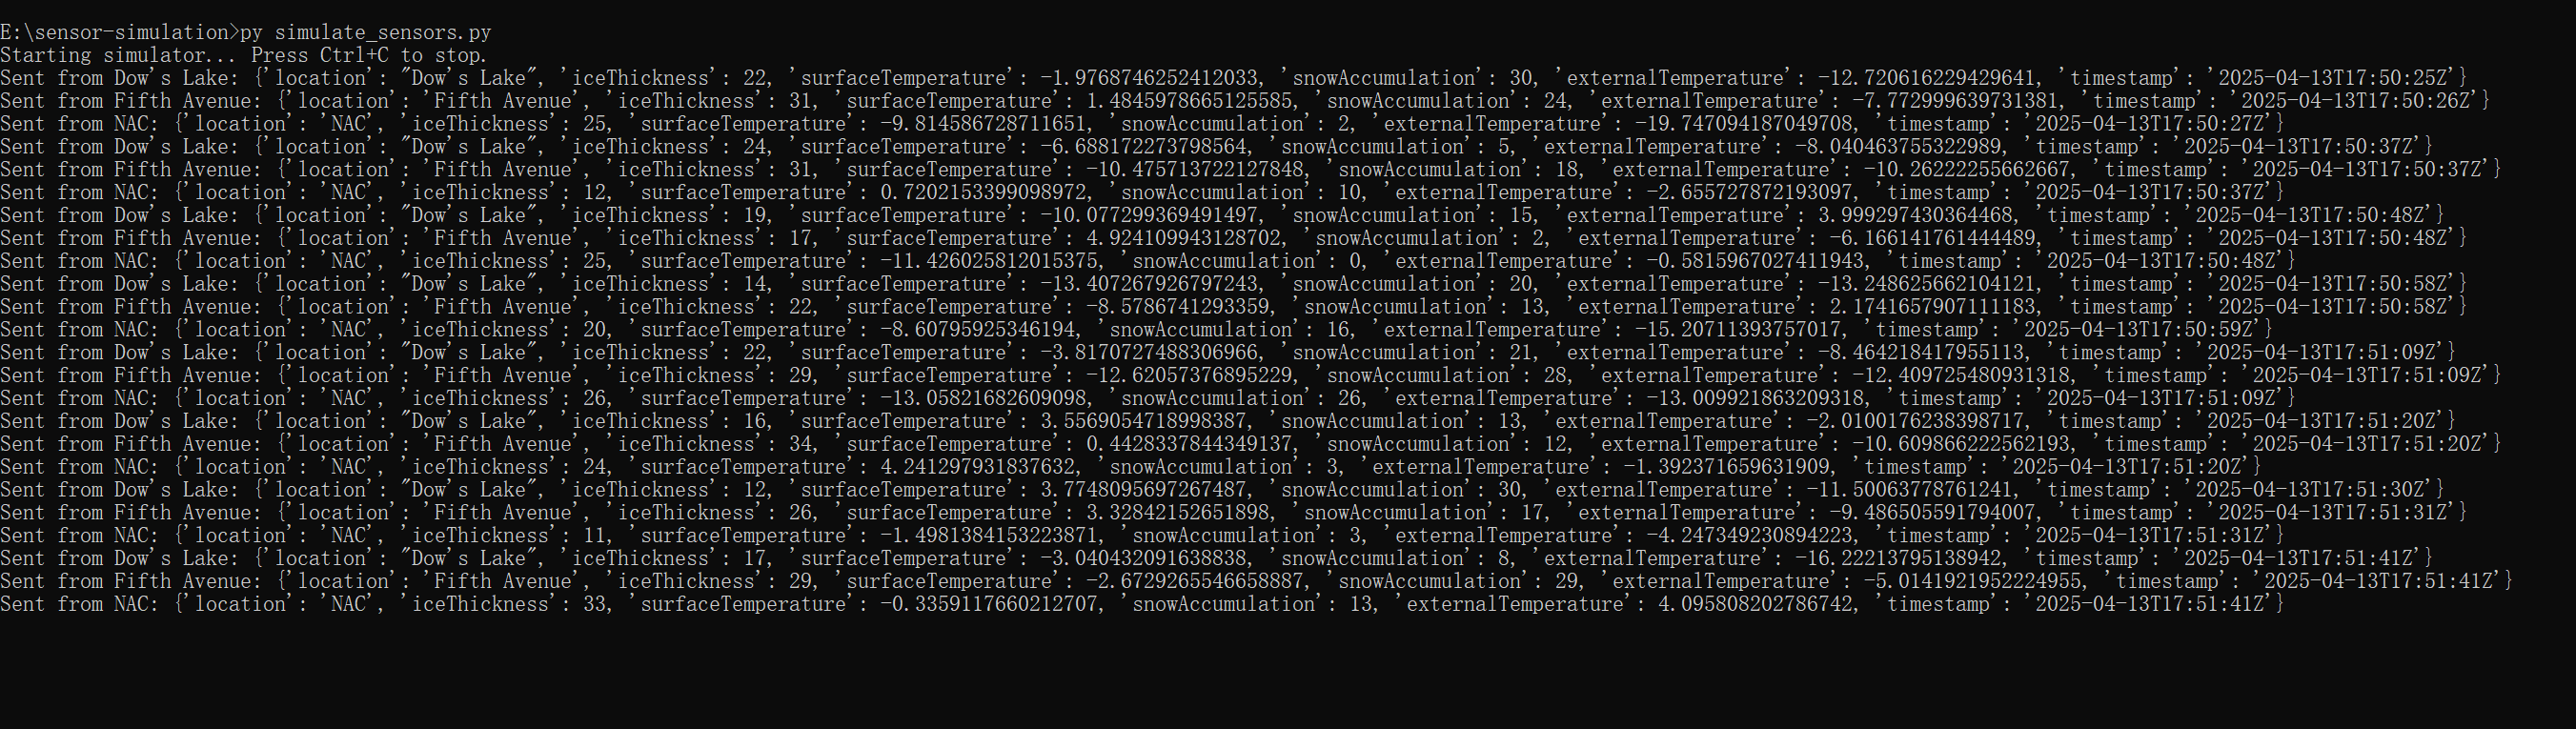 E:\sensor-simulation>py simulate_sensors.py
Starting simulator... Press Ctrl+C to stop.
Sent from Dow's Lake: {'location': "Dow's Lake", 'iceThickness': 22, 'surfaceTemperature': -1.9768746252412033, 'snowAccumulation': 30, 'externalTemperature': -12.720616229429641, 'timestamp': '2025-04-13T17:50:25Z'}
Sent from Fifth Avenue: {'location': 'Fifth Avenue', 'iceThickness': 31, 'surfaceTemperature': 1.4845978665125585, 'snowAccumulation': 24, 'externalTemperature': -7.772999639731381, 'timestamp': '2025-04-13T17:50:26Z'}
Sent from NAC: {'location': 'NAC', 'iceThickness': 25, 'surfaceTemperature': -9.814586728711651, 'snowAccumulation': 2, 'externalTemperature': -19.747094187049708, 'timestamp': '2025-04-13T17:50:27Z'}
Sent from Dow's Lake: {'location': "Dow's Lake", 'iceThickness': 24, 'surfaceTemperature': -6.688172273798564, 'snowAccumulation': 5, 'externalTemperature': -8.040463755322989, 'timestamp': '2025-04-13T17:50:37Z'}
Sent from Fifth Avenue: {'location': 'Fifth Avenue', 'iceThickness': 31, 'surfaceTemperature': -10.475713722127848, 'snowAccumulation': 18, 'externalTemperature': -10.26222255662667, 'timestamp': '2025-04-13T17:50:37Z'}
Sent from NAC: {'location': 'NAC', 'iceThickness': 12, 'surfaceTemperature': 0.7202153399098972, 'snowAccumulation': 10, 'externalTemperature': -2.655727872193097, 'timestamp': '2025-04-13T17:50:37Z'}
Sent from Dow's Lake: {'location': "Dow's Lake", 'iceThickness': 19, 'surfaceTemperature': -10.077299369491497, 'snowAccumulation': 15, 'externalTemperature': 3.999297430364468, 'timestamp': '2025-04-13T17:50:48Z'}
Sent from Fifth Avenue: {'location': 'Fifth Avenue', 'iceThickness': 17, 'surfaceTemperature': 4.924109943128702, 'snowAccumulation': 2, 'externalTemperature': -6.166141761444489, 'timestamp': '2025-04-13T17:50:48Z'}
Sent from NAC: {'location': 'NAC', 'iceThickness': 25, 'surfaceTemperature': -11.426025812015375, 'snowAccumulation': 0, 'externalTemperature': -0.5815967027411943, 'timestamp': '2025-04-13T17:50:48Z'}
Sent from Dow's Lake: {'location': "Dow's Lake", 'iceThickness': 14, 'surfaceTemperature': -13.407267926797243, 'snowAccumulation': 20, 'externalTemperature': -13.248625662104121, 'timestamp': '2025-04-13T17:50:58Z'}
Sent from Fifth Avenue: {'location': 'Fifth Avenue', 'iceThickness': 22, 'surfaceTemperature': -8.5786741293359, 'snowAccumulation': 13, 'externalTemperature': 2.1741657907111183, 'timestamp': '2025-04-13T17:50:58Z'}
Sent from NAC: {'location': 'NAC', 'iceThickness': 20, 'surfaceTemperature': -8.60795925346194, 'snowAccumulation': 16, 'externalTemperature': -15.20711393757017, 'timestamp': '2025-04-13T17:50:59Z'}
Sent from Dow's Lake: {'location': "Dow's Lake", 'iceThickness': 22, 'surfaceTemperature': -3.8170727488306966, 'snowAccumulation': 21, 'externalTemperature': -8.464218417955113, 'timestamp': '2025-04-13T17:51:09Z'}
Sent from Fifth Avenue: {'location': 'Fifth Avenue', 'iceThickness': 29, 'surfaceTemperature': -12.62057376895229, 'snowAccumulation': 28, 'externalTemperature': -12.409725480931318, 'timestamp': '2025-04-13T17:51:09Z'}
Sent from NAC: {'location': 'NAC', 'iceThickness': 26, 'surfaceTemperature': -13.05821682609098, 'snowAccumulation': 26, 'externalTemperature': -13.009921863209318, 'timestamp': '2025-04-13T17:51:09Z'}
Sent from Dow's Lake: {'location': "Dow's Lake", 'iceThickness': 16, 'surfaceTemperature': 3.5569054718998387, 'snowAccumulation': 13, 'externalTemperature': -2.0100176238398717, 'timestamp': '2025-04-13T17:51:20Z'}
Sent from Fifth Avenue: {'location': 'Fifth Avenue', 'iceThickness': 34, 'surfaceTemperature': 0.4428337844349137, 'snowAccumulation': 12, 'externalTemperature': -10.609866222562193, 'timestamp': '2025-04-13T17:51:20Z'}
Sent from NAC: {'location': 'NAC', 'iceThickness': 24, 'surfaceTemperature': 4.241297931837632, 'snowAccumulation': 3, 'externalTemperature': -1.392371659631909, 'timestamp': '2025-04-13T17:51:20Z'}
Sent from Dow's Lake: {'location': "Dow's Lake", 'iceThickness': 12, 'surfaceTemperature': 3.7748095697267487, 'snowAccumulation': 30, 'externalTemperature': -11.50063778761241, 'timestamp': '2025-04-13T17:51:30Z'}
Sent from Fifth Avenue: {'location': 'Fifth Avenue', 'iceThickness': 26, 'surfaceTemperature': 3.32842152651898, 'snowAccumulation': 17, 'externalTemperature': -9.486505591794007, 'timestamp': '2025-04-13T17:51:31Z'}
Sent from NAC: {'location': 'NAC', 'iceThickness': 11, 'surfaceTemperature': -1.4981384153223871, 'snowAccumulation': 3, 'externalTemperature': -4.247349230894223, 'timestamp': '2025-04-13T17:51:31Z'}
Sent from Dow's Lake: {'location': "Dow's Lake", 'iceThickness': 17, 'surfaceTemperature': -3.040432091638838, 'snowAccumulation': 8, 'externalTemperature': -16.22213795138942, 'timestamp': '2025-04-13T17:51:41Z'}
Sent from Fifth Avenue: {'location': 'Fifth Avenue', 'iceThickness': 29, 'surfaceTemperature': -2.6729265546658887, 'snowAccumulation': 29, 'externalTemperature': -5.0141921952224955, 'timestamp': '2025-04-13T17:51:41Z'}
Sent from NAC: {'location': 'NAC', 'iceThickness': 33, 'surfaceTemperature': -0.3359117660212707, 'snowAccumulation': 13, 'externalTemperature': 4.095808202786742, 'timestamp': '2025-04-13T17:51:41Z'}